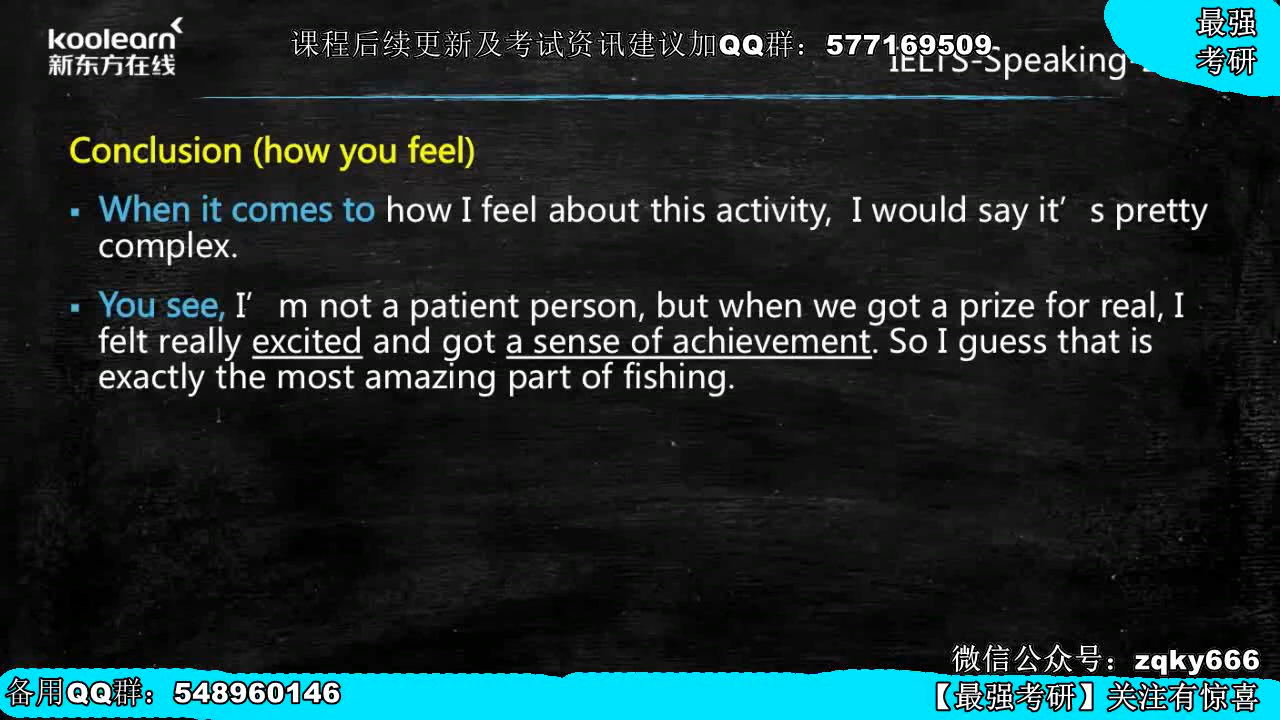 koolearn
新东方在线
课程后续更新及考试资讯建议加QQ群：577169509
IELTS-Speaking-
最强
考研
Conclusion (how you feel)
▪ When it comes to how I feel about this activity, I would say it’s pretty
complex.
▪ You see, I’m not a patient person, but when we got a prize for real, I
felt really excited and got a sense of achievement. So I guess that is
exactly the most amazing part of fishing.
微信公众号：zqky666
备用QQ群：548960146
【最强考研】关注有惊喜